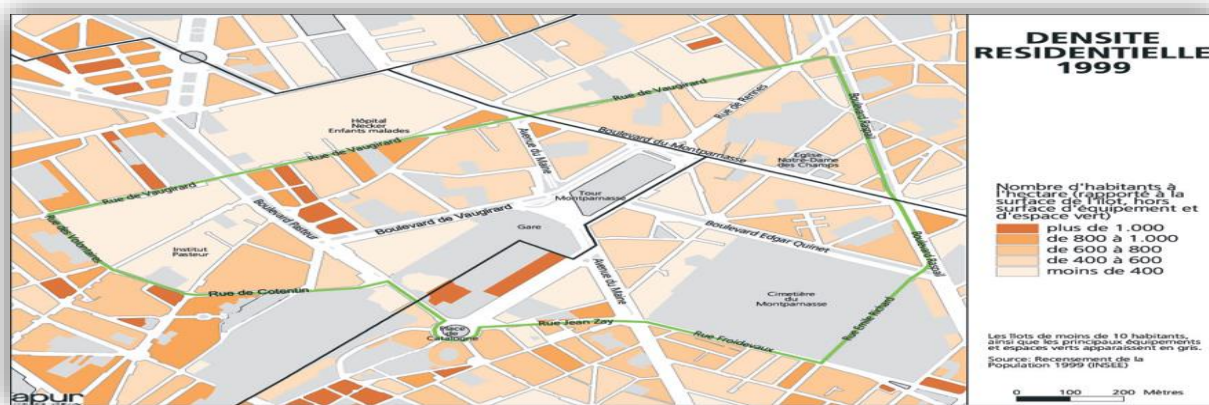 DENSITE
RESIDENTIELLE
1999
Rue de Vaugirard
Rue de Rennes
Boulevard Raspail
Hôpital
Necker
Enfants malades
Avenue du Maine
Boulevard du Montparnasse
Rue de Vaugirard
Eglise
Notre-Dame
des Champs
Rue de Vaugirard
Tour
Montparnasse
Nombre d'habitants à
l'hectare (rapporté à la
surface de l'îlot, hors
surface d'équipement et
d'espace vert)
plus de 1.000
de 800 à 1.000
de 600 à 800
de 400 à 600
moins de 400
Boulevard de Vaugirard
Boulevard Pasteur
Gare
Boulevard Edgar Quinet
Boulevard Raspail
Institut
Pasteur
Avenue du Maine
Rue de Cotentin
Cimetière
du
Montparnasse
Rue Jean Zay
Place
de
Catalogne
Rue Froidevaux
Rue Emile Richard
Les îlots de moins de 10 habitants,
ainsi que les principaux équipements
et espaces verts apparaissent en gris.
Source: Recensement de la
Population 1999 (INSEE)
0 100 200 Mètres
apur